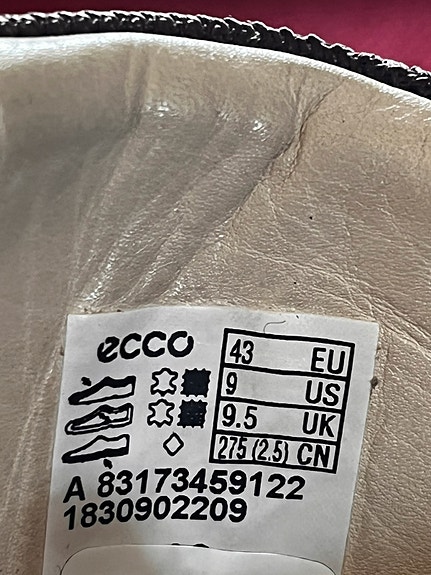 ecco
43 EU
9 US
9.5 UK
275 (2.5) CN
A 83173459122
1830902209